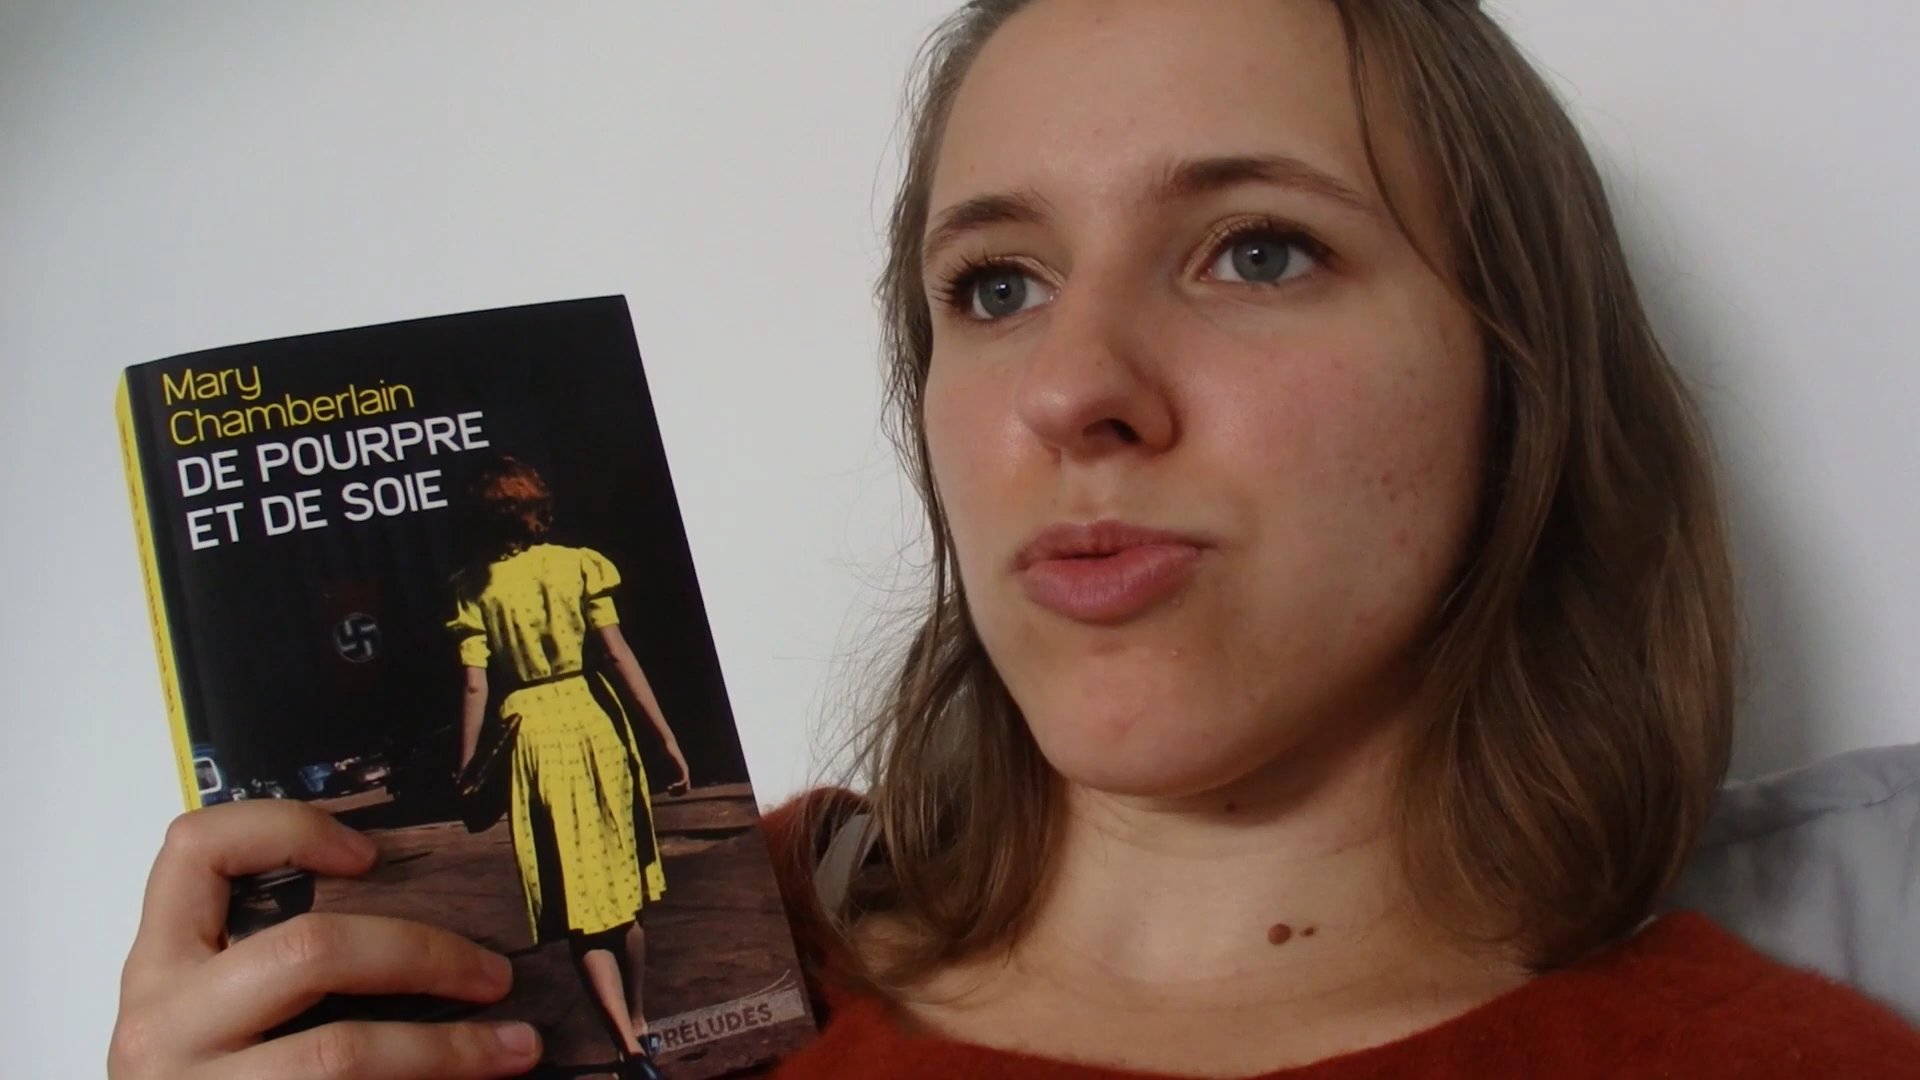 Mary
Chamberlain
DE POURPRE
ET DE SOIE
PRÉLUDES